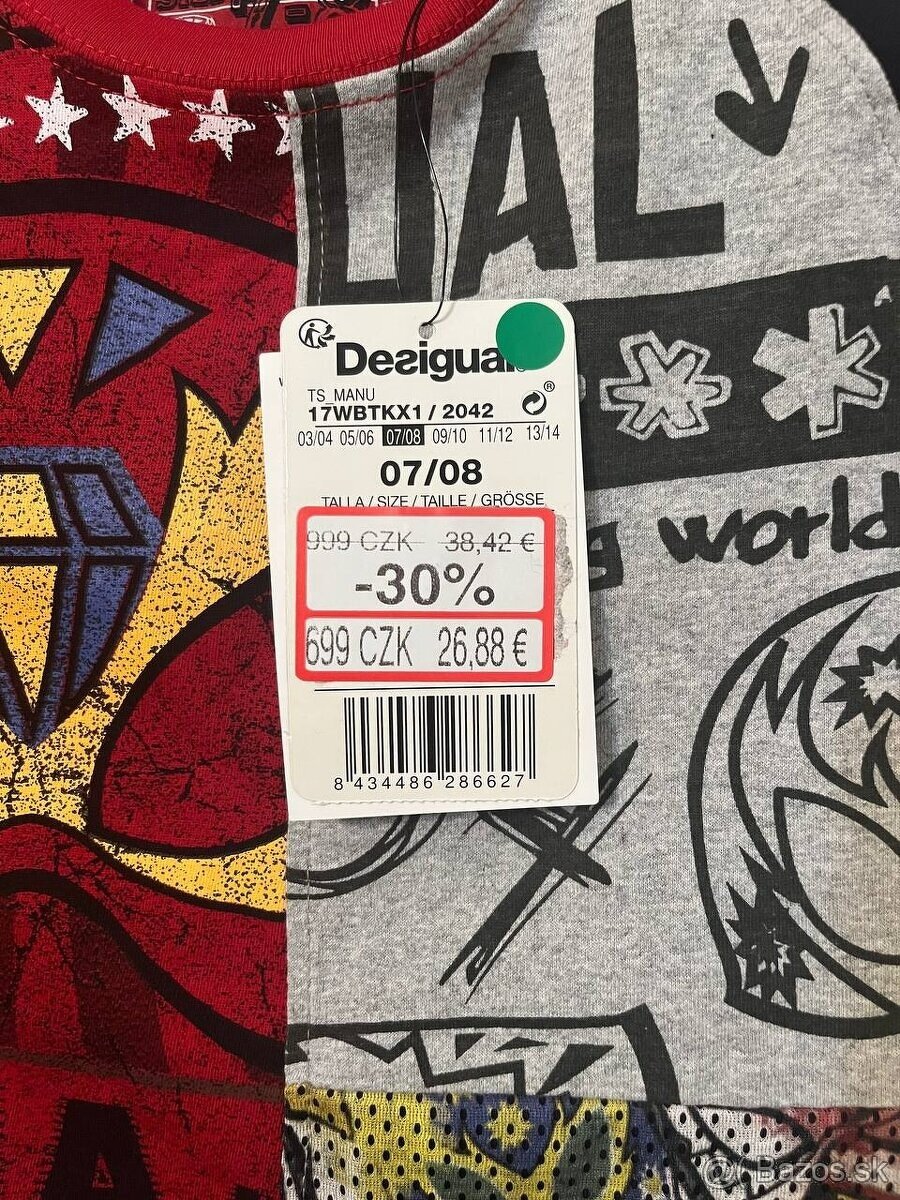 UAL
Desigual
®
TS_MANU
17WBTKX1 / 2042
03/04 05/06 07/08 09/10 11/12 13/14
07/08
TALLA / SIZE / TAILLE / GRÖSSE
999 CZK 38,42 €
-30%
699 CZK 26,88 €
8 434486 286627
world
Bazos.sk